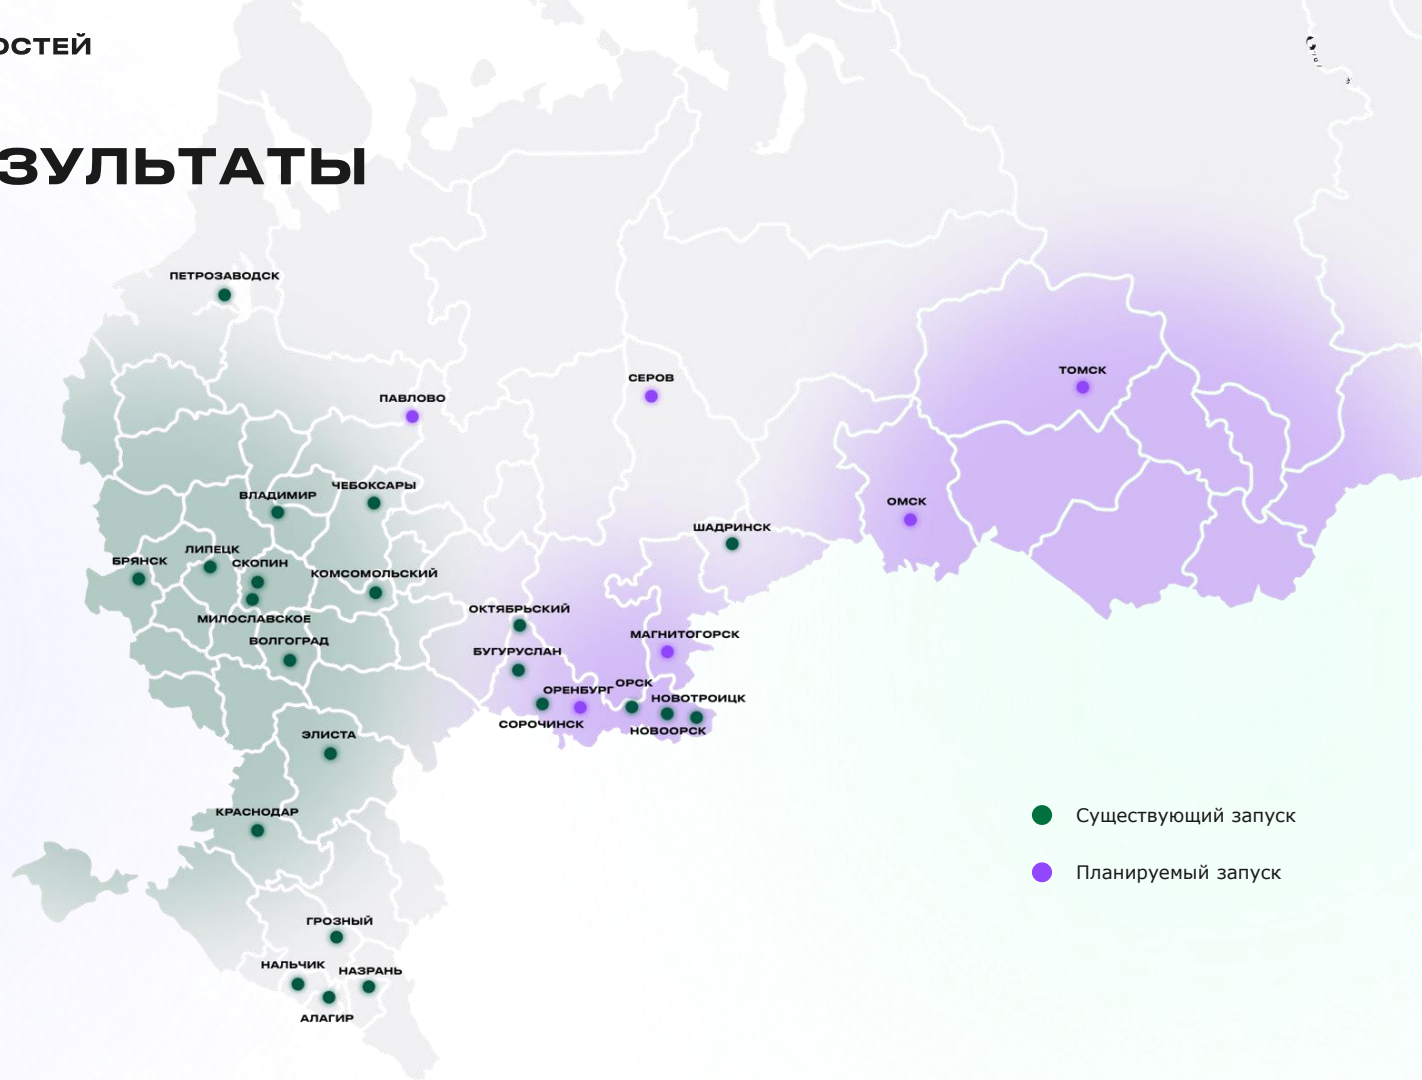 ОСТЕЙ
ЗУЛЬТАТЫ
ПЕТРОЗАВОДСК
ПАВЛОВО
СЕРОВ
ТОМСК
ВЛАДИМИР
ЧЕБОКСАРЫ
ОМСК
ШАДРИНСК
БРЯНСК
ЛИПЕЦК
СКОПИН
КОМСОМОЛЬСКИЙ
МИЛОСЛАВСКОЕ
ВОЛГОГРАД
ОКТЯБРЬСКИЙ
БУГУРУСЛАН
МАГНИТОГОРСК
ОРЕНБУРГ
ОРСК
НОВОТРОИЦК
СОРОЧИНСК
НОВООРСК
ЭЛИСТА
КРАСНОДАР
Существующий запуск
Планируемый запуск
ГРОЗНЫЙ
НАЛЬЧИК
НАЗРАНЬ
АЛАГИР